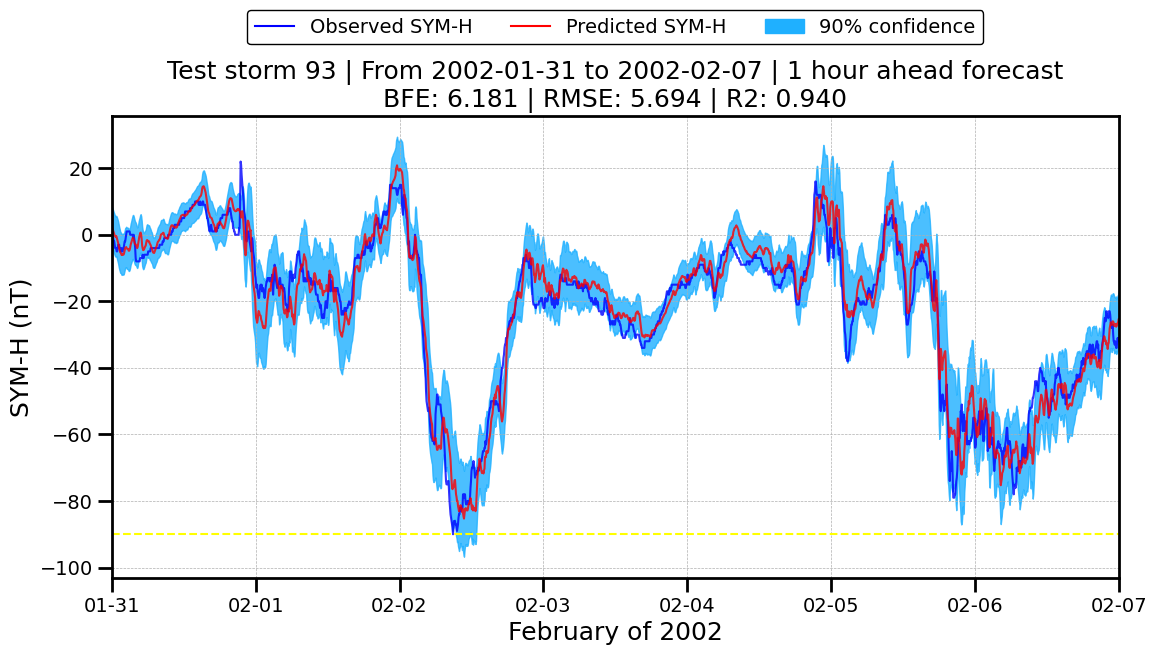 Observed SYM-H Predicted SYM-H 90% confidence
Test storm 93 | From 2002-01-31 to 2002-02-07 | 1 hour ahead forecast
BFE: 6.181 | RMSE: 5.694 | R2: 0.940
SYM-H (nT)
20
0
−20
−40
−60
−80
−100
01-31 02-01 02-02 02-03 02-04 02-05 02-06 02-07
February of 2002